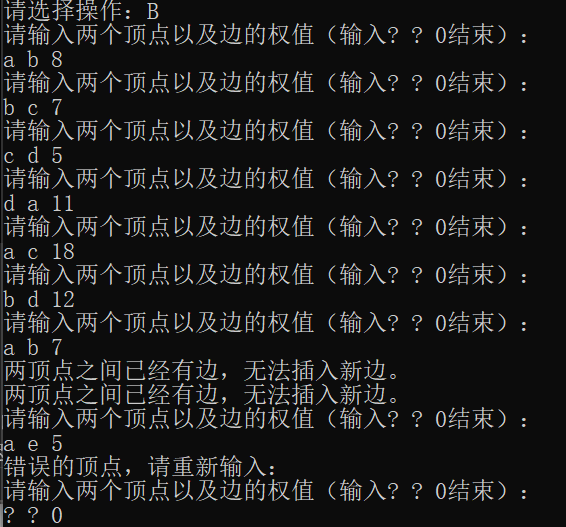 请选择操作：B
请输入两个顶点以及边的权值（输入? ? 0结束）：
a b 8
请输入两个顶点以及边的权值（输入? ? 0结束）：
b c 7
请输入两个顶点以及边的权值（输入? ? 0结束）：
c d 5
请输入两个顶点以及边的权值（输入? ? 0结束）：
d a 11
请输入两个顶点以及边的权值（输入? ? 0结束）：
a c 18
请输入两个顶点以及边的权值（输入? ? 0结束）：
b d 12
请输入两个顶点以及边的权值（输入? ? 0结束）：
a b 7
两顶点之间已经有边，无法插入新边。
两顶点之间已经有边，无法插入新边。
请输入两个顶点以及边的权值（输入? ? 0结束）：
a e 5
错误的顶点，请重新输入：
请输入两个顶点以及边的权值（输入? ? 0结束）：
? ? 0